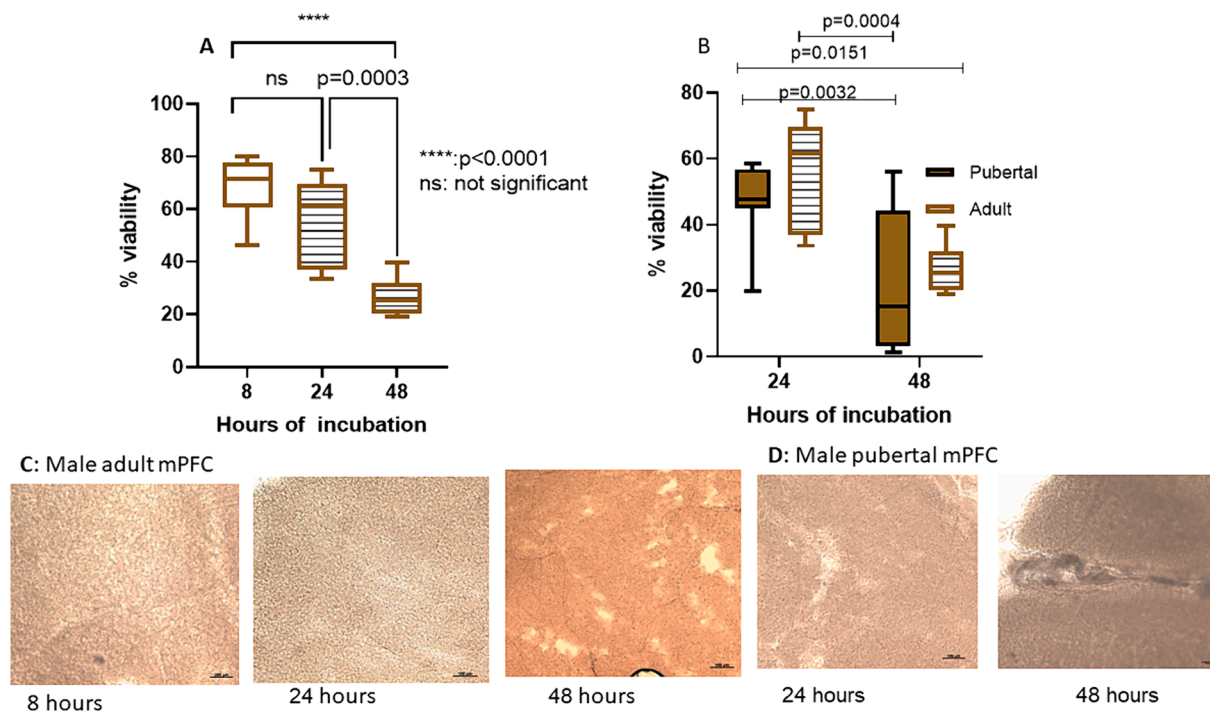 A
****
ns
p=0.0003
****:p<0.0001
ns: not significant
100
80
60
40
20
0
% viability
8
24
48
Hours of incubation
B
p=0.0004
p=0.0151
p=0.0032
80
60
40
20
0
% viability
Pubertal
Adult
24
48
Hours of incubation
C: Male adult mPFC
D: Male pubertal mPFC
8 hours
24 hours
48 hours
24 hours
48 hours